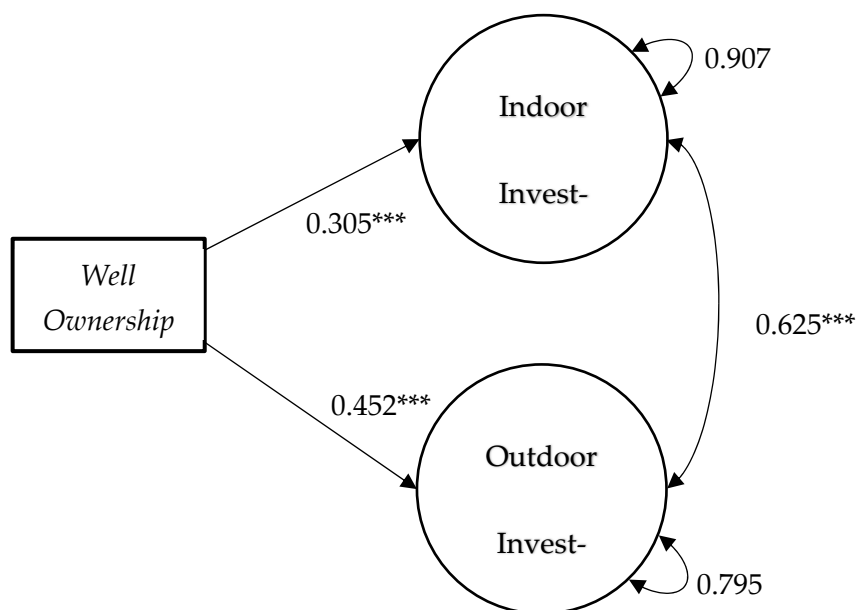 0.907
Indoor
Invest-
0.305***
Well
Ownership
0.625***
0.452***
Outdoor
Invest-
0.795